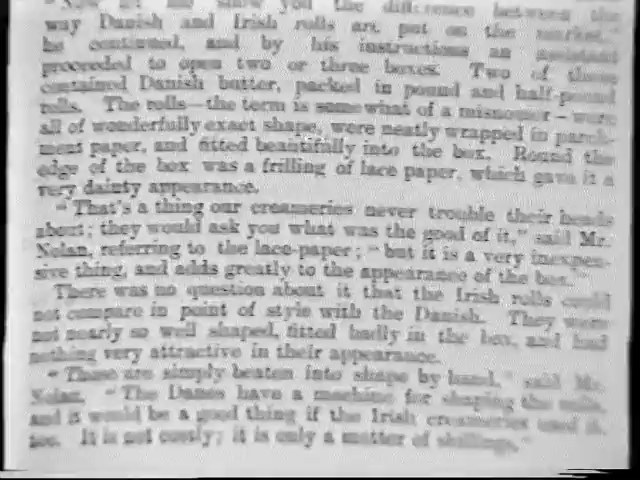 "Now let me show you the difference between the
way Danish and Irish rolls are put on the market,"
he continued, and by his instructions an assistant
proceeded to open two or three boxes. Two of these
contained Danish butter, packed in pound and half-pound
rolls. The rolls—the term is somewhat of a misnomer—were
all of wonderfully exact shape, were neatly wrapped in parch-
ment paper, and fitted beautifully into the box. Round the
edge of the box was a frilling of lace paper, which gave it a
very dainty appearance.
"That's a thing our creameries never trouble their heads
about; they would ask you what was the good of it," said Mr.
Nolan, referring to the lace-paper; "but it is a very inexpen-
sive thing, and adds greatly to the appearance of the box."
There was no question about it that the Irish rolls could
not compare in point of style with the Danish. They were
not nearly so well shaped, fitted badly in the box, and had
nothing very attractive in their appearance.
"These are simply beaten into shape by hand," said Mr.
Nolan. "The Danes have a machine for shaping the rolls,
and it would be a good thing if the Irish creameries used it,
too. It is not costly; it is only a matter of shillings."